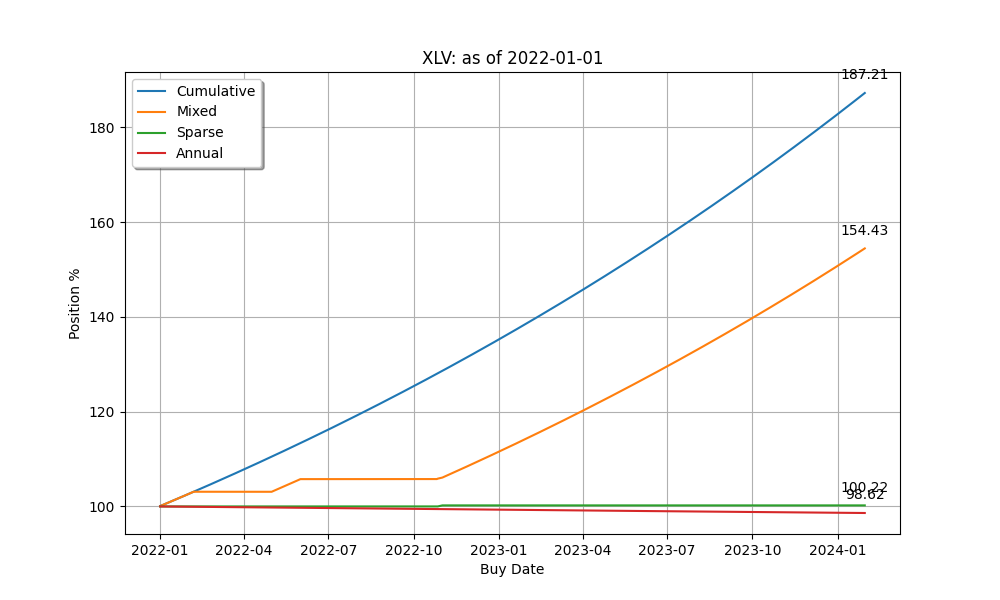 XLV: as of 2022-01-01
187.21
Cumulative
Mixed
Sparse
Annual
180
160
154.43
140
120
100
100.22
98.62
Position %
2022-01 2022-04 2022-07 2022-10 2023-01 2023-04 2023-07 2023-10 2024-01
Buy Date